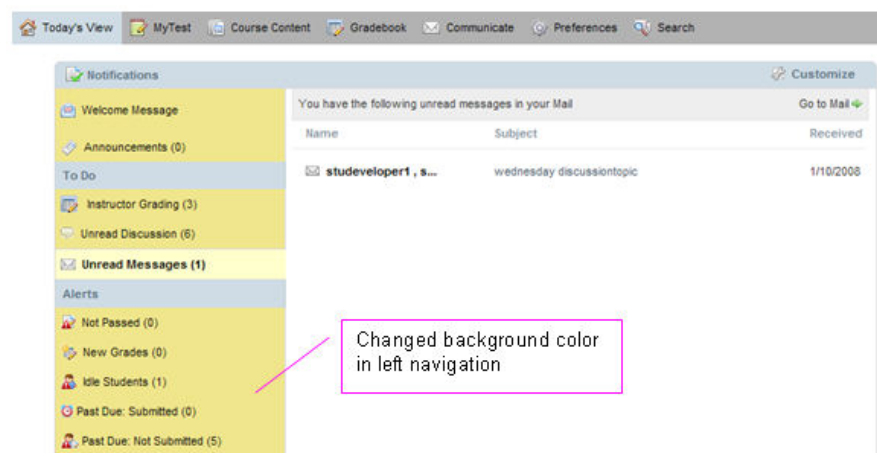 Today's View MyTest Course Content Gradebook Communicate Preferences Search
Notifications Customize
Welcome Message
Announcements (0)
To Do
Instructor Grading (3)
Unread Discussion (6)
Unread Messages (1)
Alerts
Not Passed (0)
New Grades (0)
Idle Students (1)
Past Due: Submitted (0)
Past Due: Not Submitted (5)
You have the following unread messages in your Mail Go to Mail
Name Subject Received
studeveloper1 , s... wednesday discussiontopic 1/10/2008
Changed background color
in left navigation